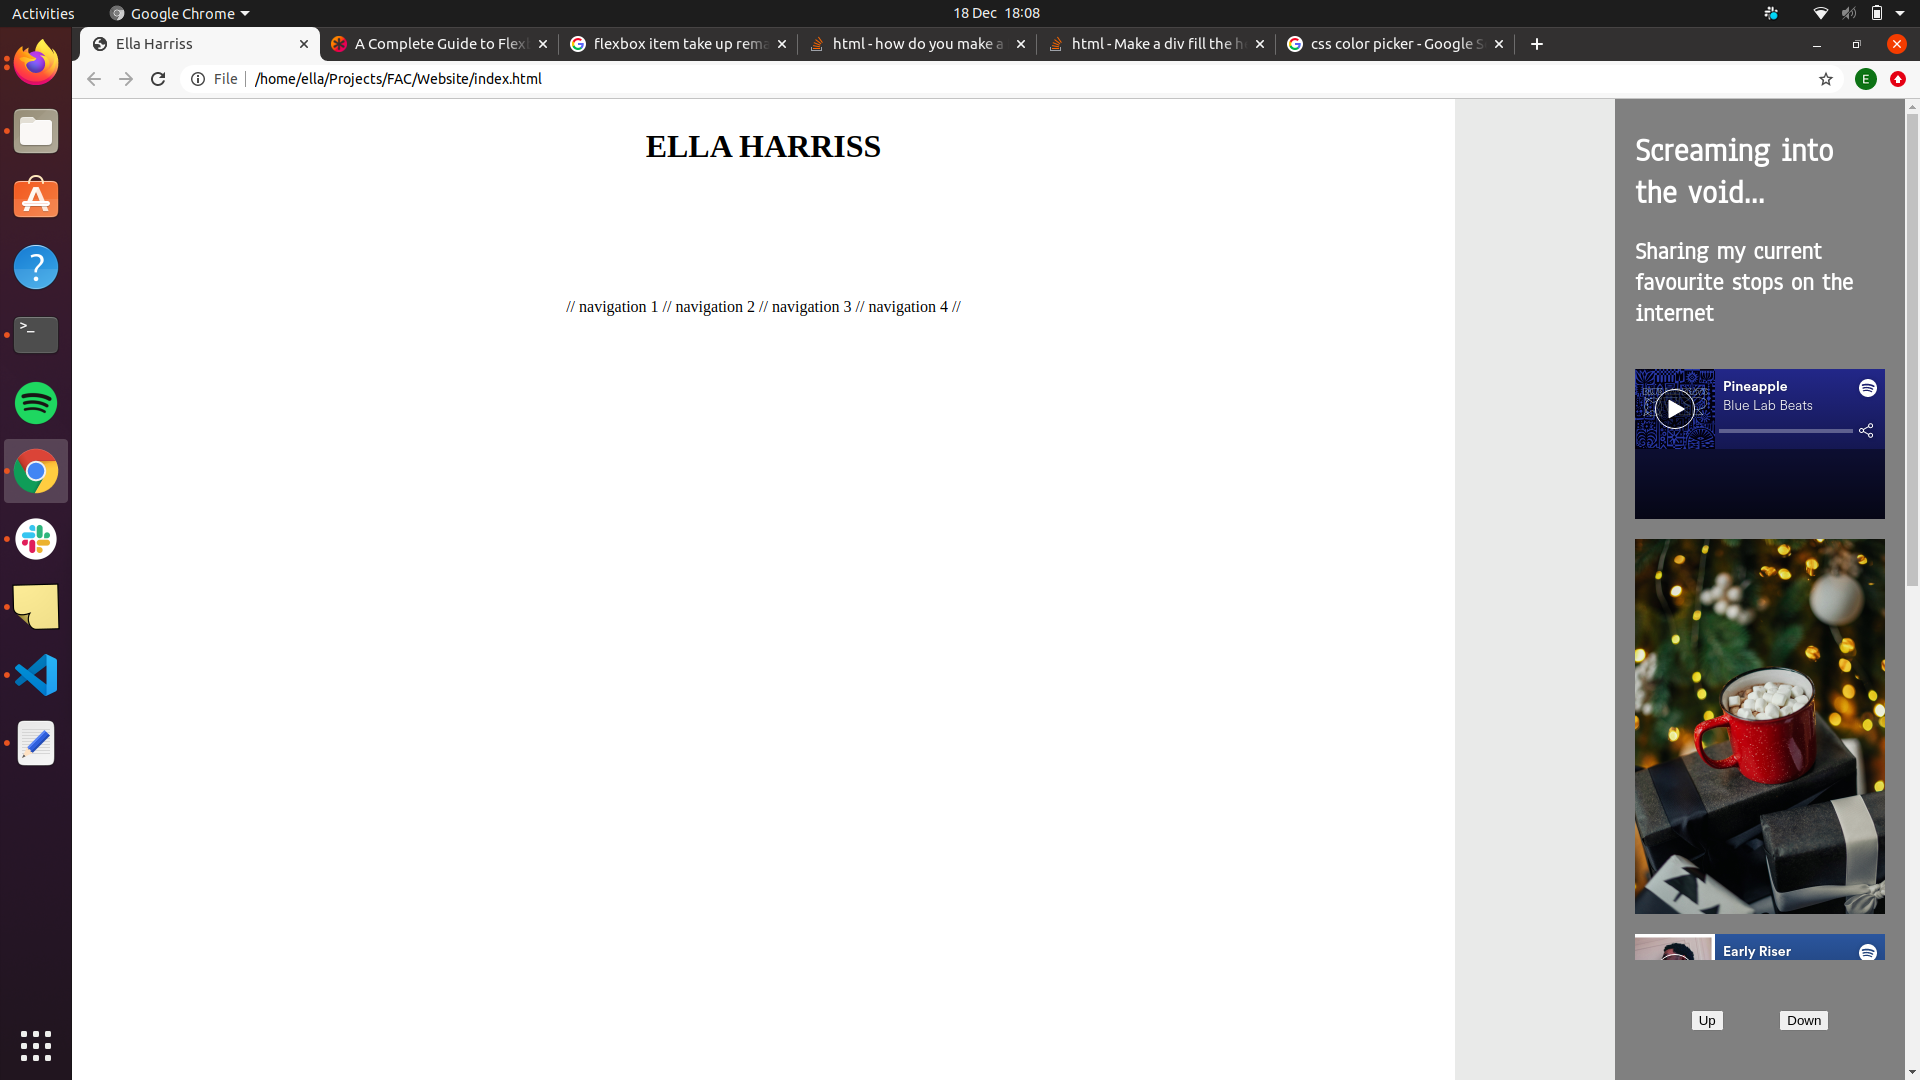 Activities
Google Chrome
18 Dec 18:08
Ella Harriss
A Complete Guide to Flex
flexbox item take up rema
html - how do you make a
html - Make a div fill the h
css color picker - Google S
File
/home/ella/Projects/FAC/Website/index.html
E
ELLA HARRISS
// navigation 1 // navigation 2 // navigation 3 // navigation 4 //
Screaming into
the void...
Sharing my current
favourite stops on the
internet
Pineapple
Blue Lab Beats
Early Riser
Up
Down